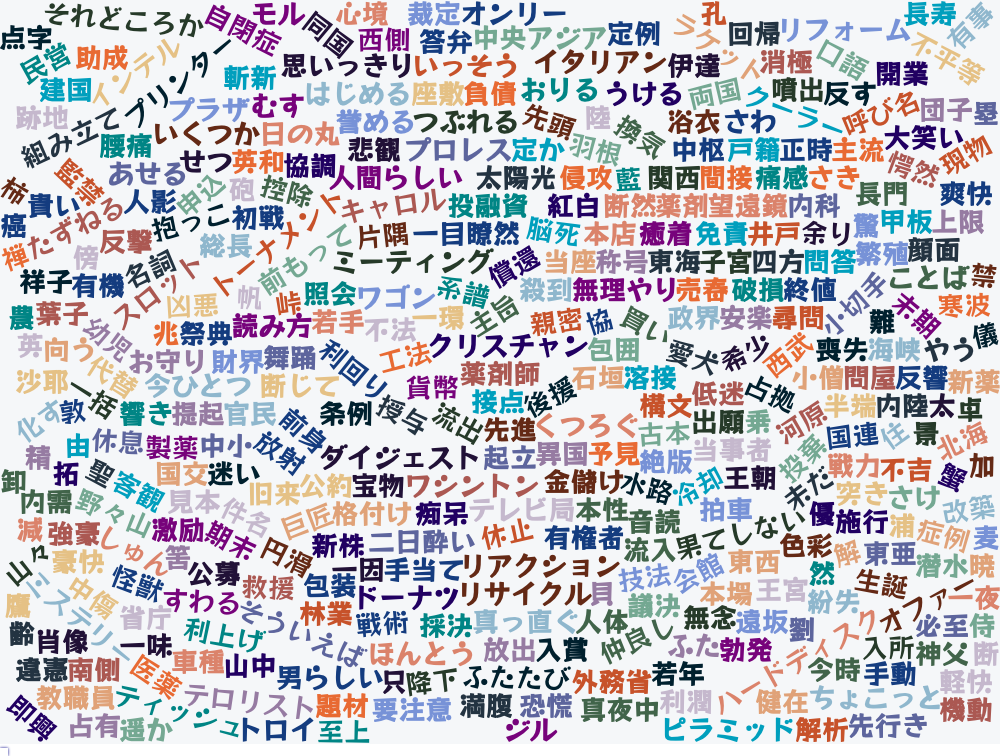 それどころか 自閉症 モル 同国 心境 裁定 オンリー 孔 長寿 有事
点字 西側 答弁 中央アジア 定例 回帰 リフォーム 不平等
民営 助成 インテル プリンター 斬新 思いっきり いっそう イタリアン 伊達 消極 口語 開業
建国 はじめる 座敷 負債 おりる うける 両国 クーラー 噴出 反す 呼び名 団子 塁
跡地 組み立て プラザ むす 誉める つぶれる 先頭 陸 換気 浴衣 さわ 大笑い
腰痛 いくつか 日の丸 悲観 プロレス 定か 羽根 中枢 戸籍 正時 主流 愕然 現物
柿 監禁 あせる せつ 英和 協調 人間らしい 太陽光 侵攻 藍 関西 間接 痛感 さき 長門 爽快
貴い 人影 申込 砲 控除 キャロル 投融資 紅白 断然 薬剤 望遠鏡 内科
癌 たずねる 抱っこ 初戦 トーナメント 片隅 一目瞭然 脳死 本店 癒着 免責 井戸 余り 驚 甲板 上限
禅 傍 反撃 総長 前もって ミーティング 償還 当座 称号 東海 子宮 四方 問答 繁殖 顔面
祥子 有機 名詞 スロット 凶悪 帆 峠 照会 ワゴン 系譜 主旨 殺到 無理やり 売春 破損 終値 小切手 ことば 禁
農 葉子 幼児 兆 祭典 読み方 若手 不法 一環 親密 協 買い 政界 安楽 尋問 末期 難 寒波
英 向う 代替 お守り 財界 舞踊 利回り 工法 クリスチャン 包囲 愛犬 希少 西武 喪失 海峡 やう 儀
沙耶 一括 今ひとつ 断じて 貨幣 薬剤師 石垣 溶接 低迷 占拠 小僧 問屋 反響 新薬
化す 敦 響き 提起 官民 前身 条例 授与 流出 接点 後援 構文 出願 乗 河原 半端 内陸 太 卓
由 休息 製薬 中小 放射 ダイジェスト 先進 くつろぐ 古本 当事者 国連 住 景 北海
精 拓 聖 客観 国交 迷い 起立 異国 予見 絶版 投棄 戦力 不吉 蟹 加
卸 内需 野々山 見本 件名 旧来 公約 宝物 ワシントン 金儲け 水路 冷却 王朝 未だ 突き さけ 改築
減 強豪 激励 期末 巨匠 格付け 痴呆 テレビ局 本性 音読 拍車 優 施行 浦 症例 麦
山々 豪快 しゅん 筈 円滑 新株 二日酔い 休止 有権者 流入 果てしない 色彩 解 東亜 潜水 暁
ミステリー 中傷 怪獣 公募 救援 一因 手当て リアクション 技法 会館 東西 然 生誕 一夜
鷹 省庁 すわる 包装 ドーナツ リサイクル 貝 議決 本場 王宮 紛失 オファー
齢 肖像 一味 利上げ そういえば 林業 戦術 採決 真っ直ぐ 人体 仲良し 無念 遠坂 劉 ハードディスク 必至 侍
違憲 南側 医薬 車種 山中 ほんとう 放出 入賞 ふた 勃発 入所 神父 断
男らしい 只 降下 ふたたび 外務省 若年 今時 手動 軽快
即興 教職員 ティッシュ テロリスト 題材 要注意 満腹 恐慌 真夜中 利潤 健在 ちょこっと 機動
占有 遥か トロイ 至上 ジル ピラミッド 解析 先行き